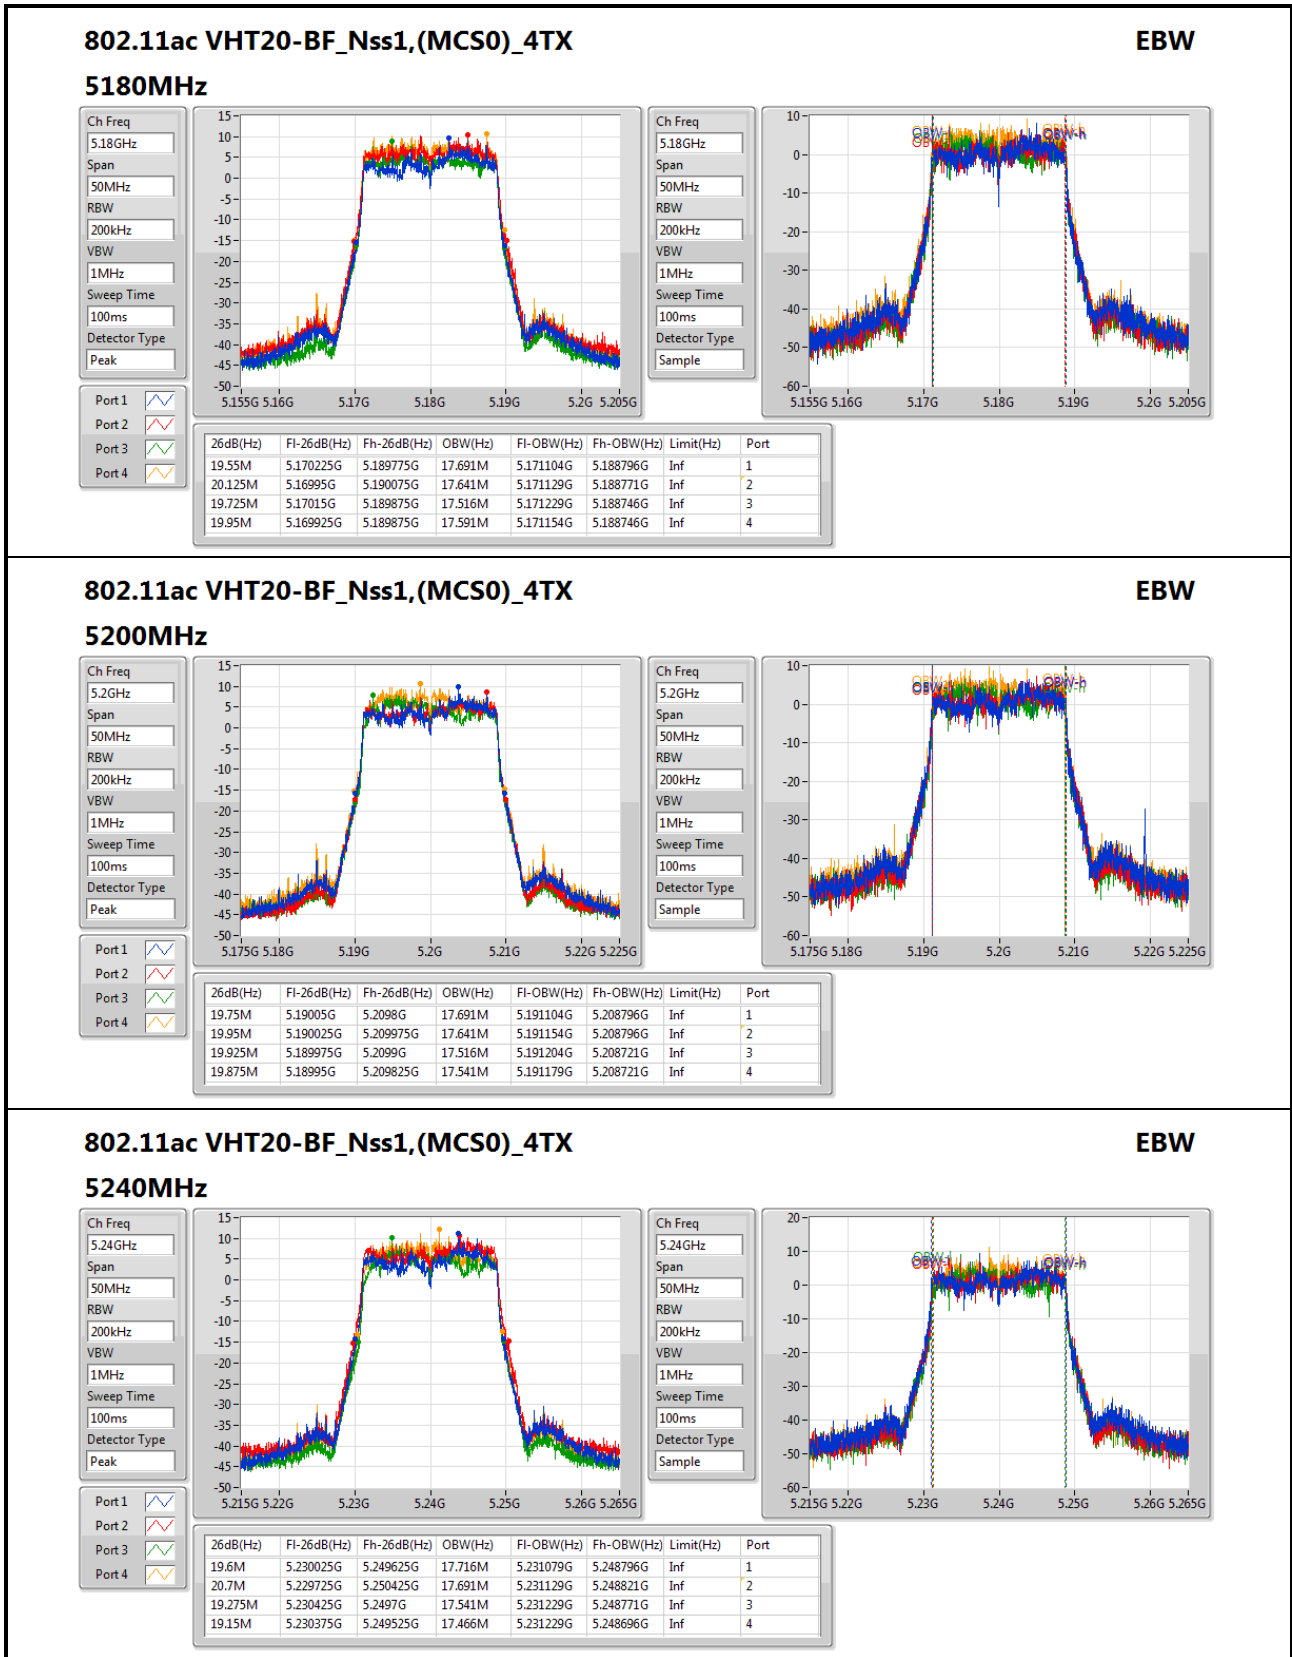 802.11ac VHT20-BF_Nss1,(MCS0)_4TX EBW
5180MHz
Ch Freq
5.18GHz
Span
50MHz
RBW
200kHz
VBW
1MHz
Sweep Time
100ms
Detector Type
Peak
Port 1
Port 2
Port 3
Port 4
15
10
5
0
-5
-10
-15
-20
-25
-30
-35
-40
-45
-50
5.155G 5.16G 5.17G 5.18G 5.19G 5.2G 5.205G
Ch Freq
5.18GHz
Span
50MHz
RBW
200kHz
VBW
1MHz
Sweep Time
100ms
Detector Type
Sample
10
0
-10
-20
-30
-40
-50
-60
OBW-h
5.155G 5.16G 5.17G 5.18G 5.19G 5.2G 5.205G
26dB(Hz) Fl-26dB(Hz) Fh-26dB(Hz) OBW(Hz) Fl-OBW(Hz) Fh-OBW(Hz) Limit(Hz) Port
19.55M 5.170225G 5.189775G 17.691M 5.171104G 5.188796G Inf 1
20.125M 5.16995G 5.190075G 17.641M 5.171129G 5.188771G Inf 2
19.725M 5.17015G 5.189875G 17.516M 5.171229G 5.188746G Inf 3
19.95M 5.169925G 5.189875G 17.591M 5.171154G 5.188746G Inf 4
802.11ac VHT20-BF_Nss1,(MCS0)_4TX EBW
5200MHz
Ch Freq
5.2GHz
Span
50MHz
RBW
200kHz
VBW
1MHz
Sweep Time
100ms
Detector Type
Peak
Port 1
Port 2
Port 3
Port 4
15
10
5
0
-5
-10
-15
-20
-25
-30
-35
-40
-45
-50
5.175G 5.18G 5.19G 5.2G 5.21G 5.22G 5.225G
Ch Freq
5.2GHz
Span
50MHz
RBW
200kHz
VBW
1MHz
Sweep Time
100ms
Detector Type
Sample
10
0
-10
-20
-30
-40
-50
-60
OBW-h
5.175G 5.18G 5.19G 5.2G 5.21G 5.22G 5.225G
26dB(Hz) Fl-26dB(Hz) Fh-26dB(Hz) OBW(Hz) Fl-OBW(Hz) Fh-OBW(Hz) Limit(Hz) Port
19.75M 5.19005G 5.2098G 17.691M 5.191104G 5.208796G Inf 1
19.95M 5.190025G 5.209975G 17.641M 5.191154G 5.208796G Inf 2
19.925M 5.189975G 5.2099G 17.516M 5.191204G 5.208721G Inf 3
19.875M 5.18995G 5.209825G 17.541M 5.191179G 5.208721G Inf 4
802.11ac VHT20-BF_Nss1,(MCS0)_4TX EBW
5240MHz
Ch Freq
5.24GHz
Span
50MHz
RBW
200kHz
VBW
1MHz
Sweep Time
100ms
Detector Type
Peak
Port 1
Port 2
Port 3
Port 4
15
10
5
0
-5
-10
-15
-20
-25
-30
-35
-40
-45
-50
5.215G 5.22G 5.23G 5.24G 5.25G 5.26G 5.265G
Ch Freq
5.24GHz
Span
50MHz
RBW
200kHz
VBW
1MHz
Sweep Time
100ms
Detector Type
Sample
20
10
0
-10
-20
-30
-40
-50
-60
OBW-h
5.215G 5.22G 5.23G 5.24G 5.25G 5.26G 5.265G
26dB(Hz) Fl-26dB(Hz) Fh-26dB(Hz) OBW(Hz) Fl-OBW(Hz) Fh-OBW(Hz) Limit(Hz) Port
19.6M 5.230025G 5.249625G 17.716M 5.231079G 5.248796G Inf 1
20.7M 5.229725G 5.250425G 17.691M 5.231129G 5.248821G Inf 2
19.275M 5.230425G 5.2497G 17.541M 5.231229G 5.248771G Inf 3
19.15M 5.230375G 5.249525G 17.466M 5.231229G 5.248696G Inf 4